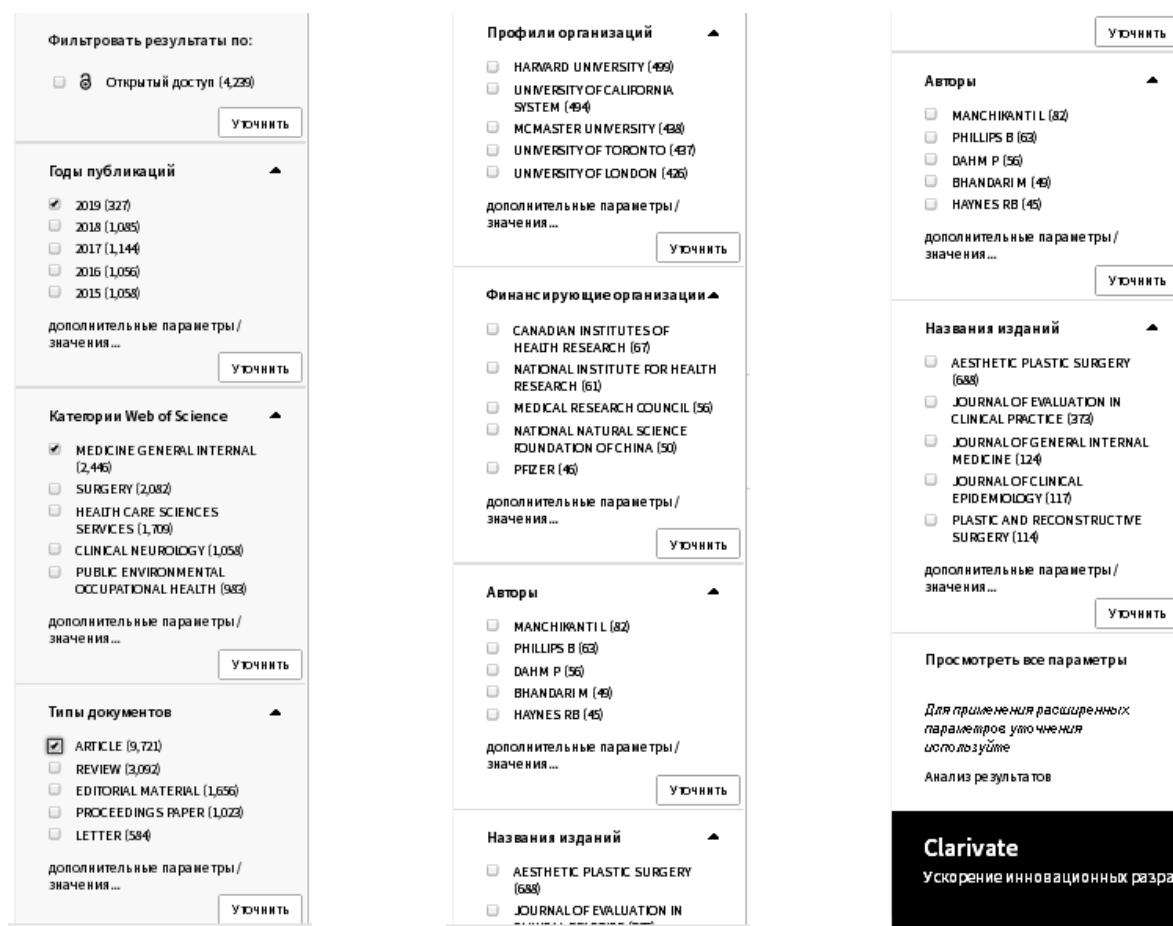 Фильтровать результаты по:
Открытый доступ (4,239)
Уточнить
Годы публикаций
2019 (327)
2018 (1,085)
2017 (1,144)
2016 (1,056)
2015 (1,058)
дополнительные параметры /
значения...
Уточнить
Категории Web of Science
MEDICINE GENERAL INTERNAL
(2,446)
SURGERY (2,082)
HEALTH CARE SCIENCES
SERVICES (1,709)
CLINICAL NEUROLOGY (1,058)
PUBLIC ENVIRONMENTAL
OCCUPATIONAL HEALTH (983)
дополнительные параметры /
значения...
Уточнить
Типы документов
ARTICLE (9,721)
REVIEW (3,092)
EDITORIAL MATERIAL (1,656)
PROCEEDINGS PAPER (1,023)
LETTER (584)
дополнительные параметры /
значения...
Уточнить
Профили организаций
HARVARD UNIVERSITY (499)
UNIVERSITY OF CALIFORNIA
SYSTEM (494)
MCMASTER UNIVERSITY (438)
UNIVERSITY OF TORONTO (437)
UNIVERSITY OF LONDON (426)
дополнительные параметры /
значения...
Уточнить
Финансирующие организации
CANADIAN INSTITUTES OF
HEALTH RESEARCH (67)
NATIONAL INSTITUTE FOR HEALTH
RESEARCH (61)
MEDICAL RESEARCH COUNCIL (56)
NATIONAL NATURAL SCIENCE
FOUNDATION OF CHINA (50)
PFIZER (46)
дополнительные параметры /
значения...
Уточнить
Авторы
MANCHIKANTI L (82)
PHILLIPS B (63)
DAHM P (56)
BHANDARI M (49)
HAYNES RB (45)
дополнительные параметры /
значения...
Уточнить
Названия изданий
AESTHETIC PLASTIC SURGERY
(688)
JOURNAL OF EVALUATION IN
Уточнить
Авторы
MANCHIKANTI L (82)
PHILLIPS B (63)
DAHM P (56)
BHANDARI M (49)
HAYNES RB (45)
дополнительные параметры /
значения...
Уточнить
Названия изданий
AESTHETIC PLASTIC SURGERY
(688)
JOURNAL OF EVALUATION IN
CLINICAL PRACTICE (373)
JOURNAL OF GENERAL INTERNAL
MEDICINE (124)
JOURNAL OF CLINICAL
EPIDEMIOLOGY (117)
PLASTIC AND RECONSTRUCTIVE
SURGERY (114)
дополнительные параметры /
значения...
Уточнить
Просмотреть все параметры
Для применения расширенных
параметров уточнения
используйте
Анализ результатов
Clarivate
Ускорение инновационных разра